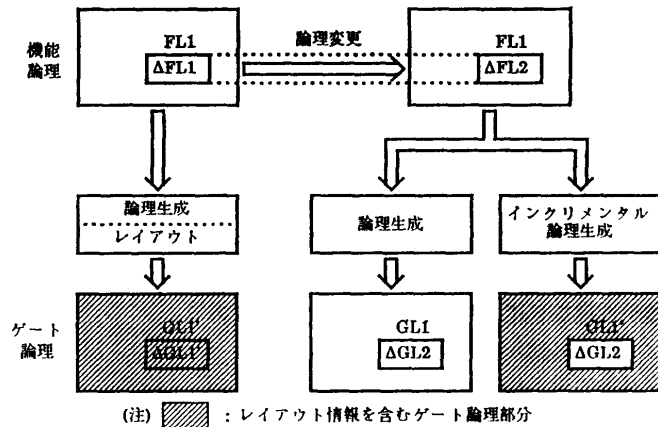 機能
論理
FL1
ΔFL1
論理変更
FL1
ΔFL2
論理生成
レイアウト
論理生成
インクリメンタル
論理生成
ゲート
論理
GL1'
ΔGL1'
GL1
ΔGL2
GL1'
ΔGL2
(注) : レイアウト情報を含むゲート論理部分